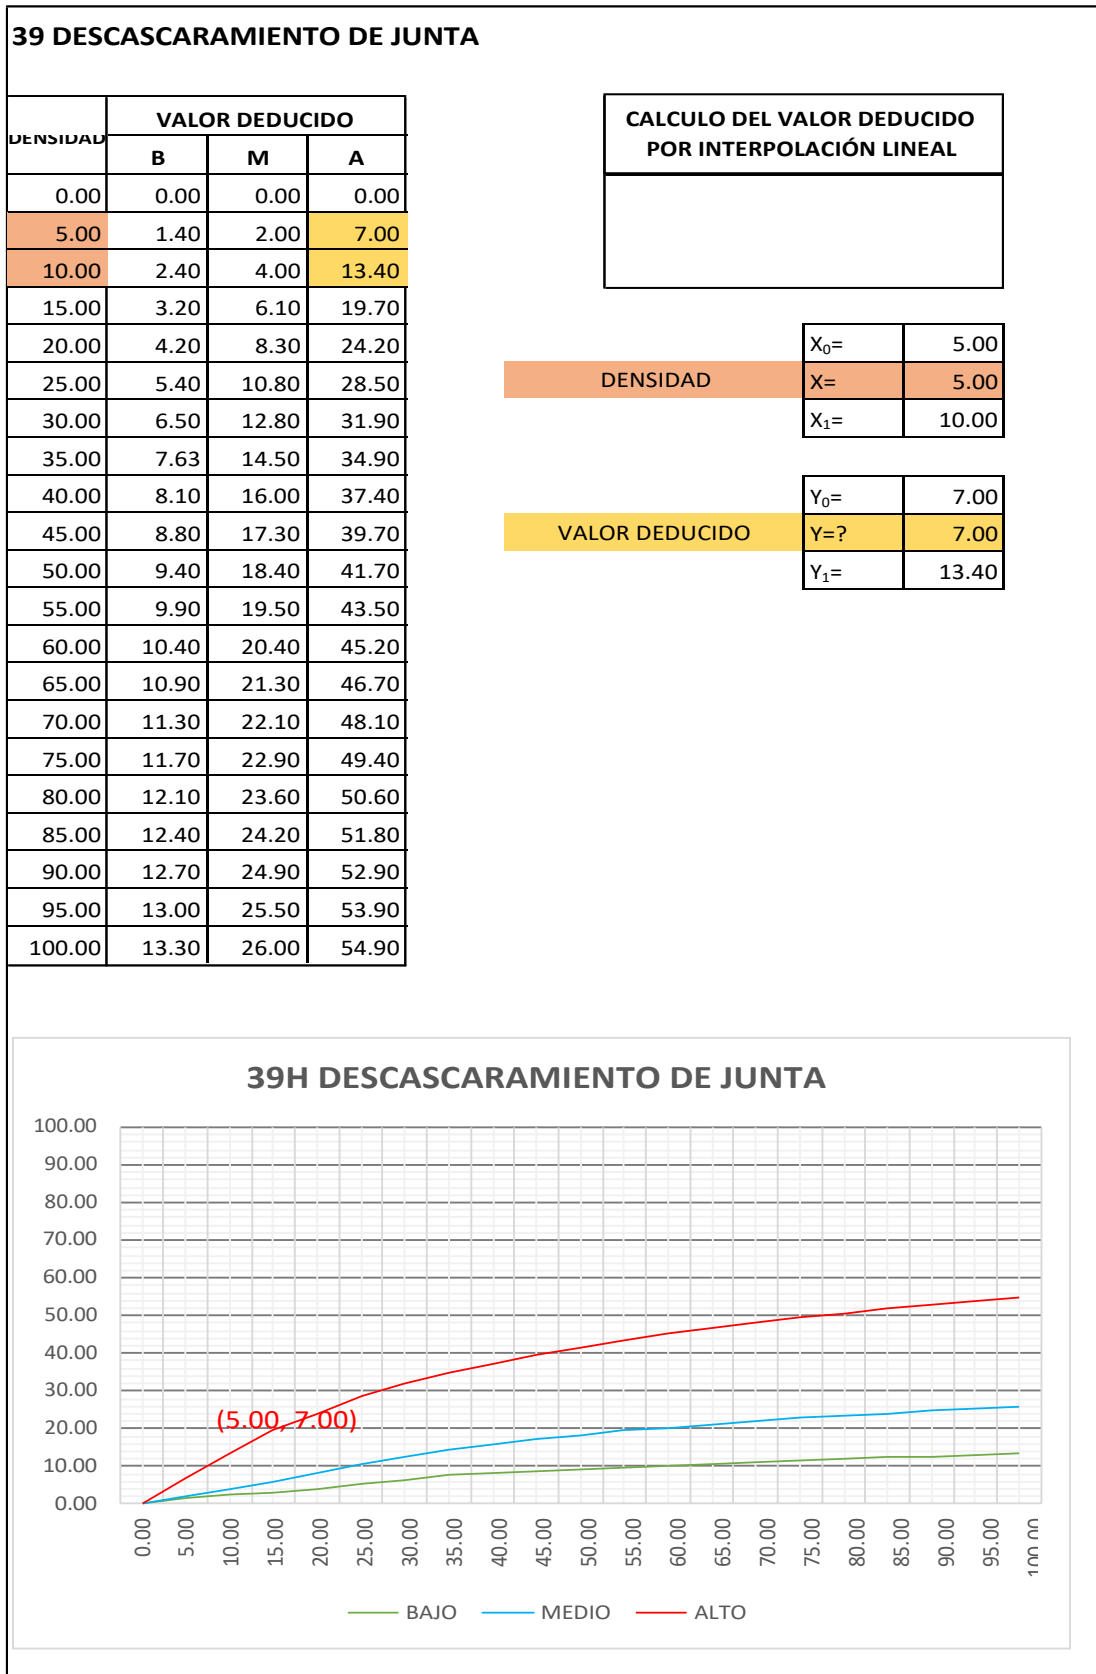 39 DESCASCARAMIENTO DE JUNTA
DENSIDAD VALOR DEDUCIDO
B M A
0.00 0.00 0.00 0.00
5.00 1.40 2.00 7.00
10.00 2.40 4.00 13.40
15.00 3.20 6.10 19.70
20.00 4.20 8.30 24.20
25.00 5.40 10.80 28.50
30.00 6.50 12.80 31.90
35.00 7.63 14.50 34.90
40.00 8.10 16.00 37.40
45.00 8.80 17.30 39.70
50.00 9.40 18.40 41.70
55.00 9.90 19.50 43.50
60.00 10.40 20.40 45.20
65.00 10.90 21.30 46.70
70.00 11.30 22.10 48.10
75.00 11.70 22.90 49.40
80.00 12.10 23.60 50.60
85.00 12.40 24.20 51.80
90.00 12.70 24.90 52.90
95.00 13.00 25.50 53.90
100.00 13.30 26.00 54.90
CALCULO DEL VALOR DEDUCIDO
POR INTERPOLACIÓN LINEAL
X₀= 5.00
DENSIDAD X= 5.00
X₁= 10.00
Y₀= 7.00
VALOR DEDUCIDO Y=? 7.00
Y₁= 13.40
39H DESCASCARAMIENTO DE JUNTA
100.00
90.00
80.00
70.00
60.00
50.00
40.00
30.00
20.00
10.00
0.00
(5.00, 7.00)
0.00 5.00 10.00 15.00 20.00 25.00 30.00 35.00 40.00 45.00 50.00 55.00 60.00 65.00 70.00 75.00 80.00 85.00 90.00 95.00 100.00
BAJO MEDIO ALTO